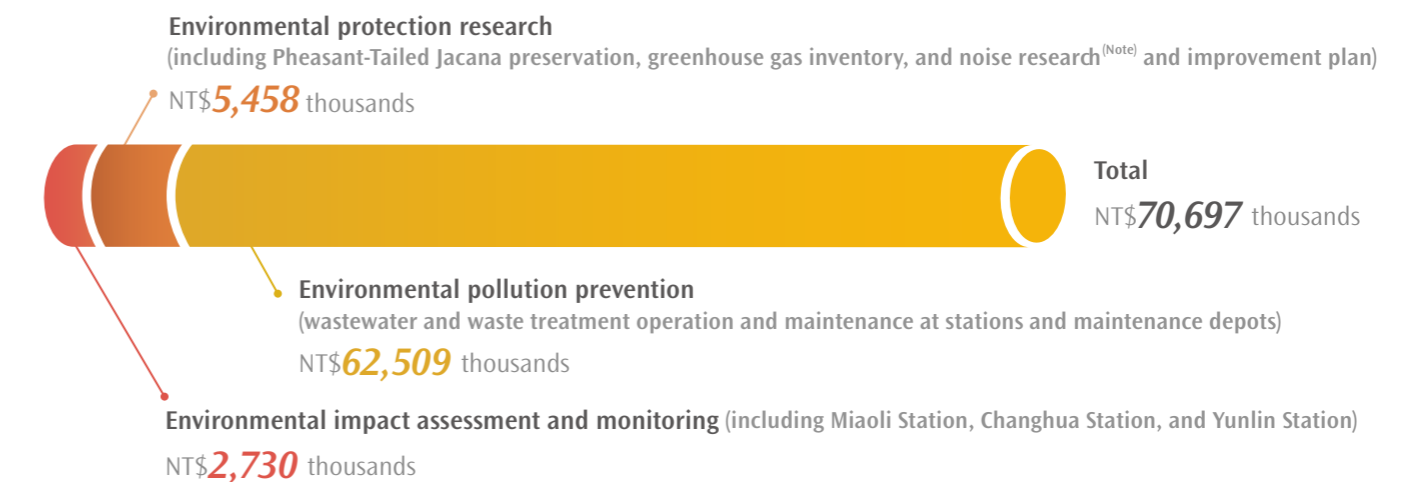 Environmental protection research
(including Pheasant-Tailed Jacana preservation, greenhouse gas inventory, and noise research(Note) and improvement plan)
NT$5,458 thousands
Total
NT$70,697 thousands
Environmental pollution prevention
(wastewater and waste treatment operation and maintenance at stations and maintenance depots)
NT$62,509 thousands
Environmental impact assessment and monitoring (including Miaoli Station, Changhua Station, and Yunlin Station)
NT$2,730 thousands